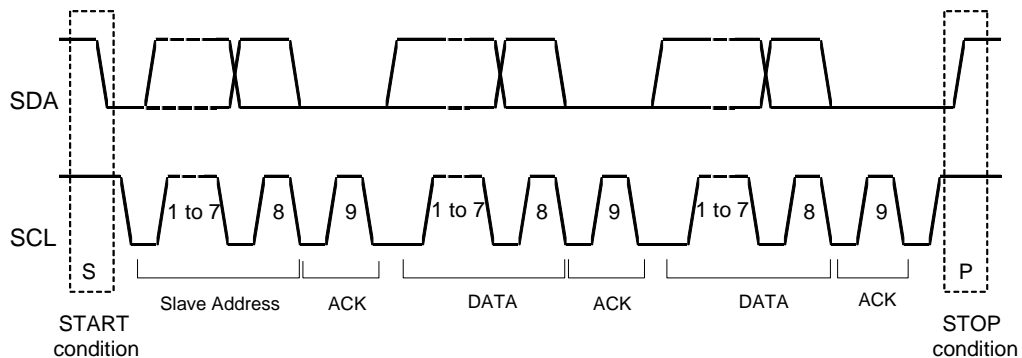 SDA
SCL
1 to 7 8 9 1 to 7 8 9 1 to 7 8 9
S P
Slave Address ACK DATA ACK DATA ACK
START
condition
STOP
condition